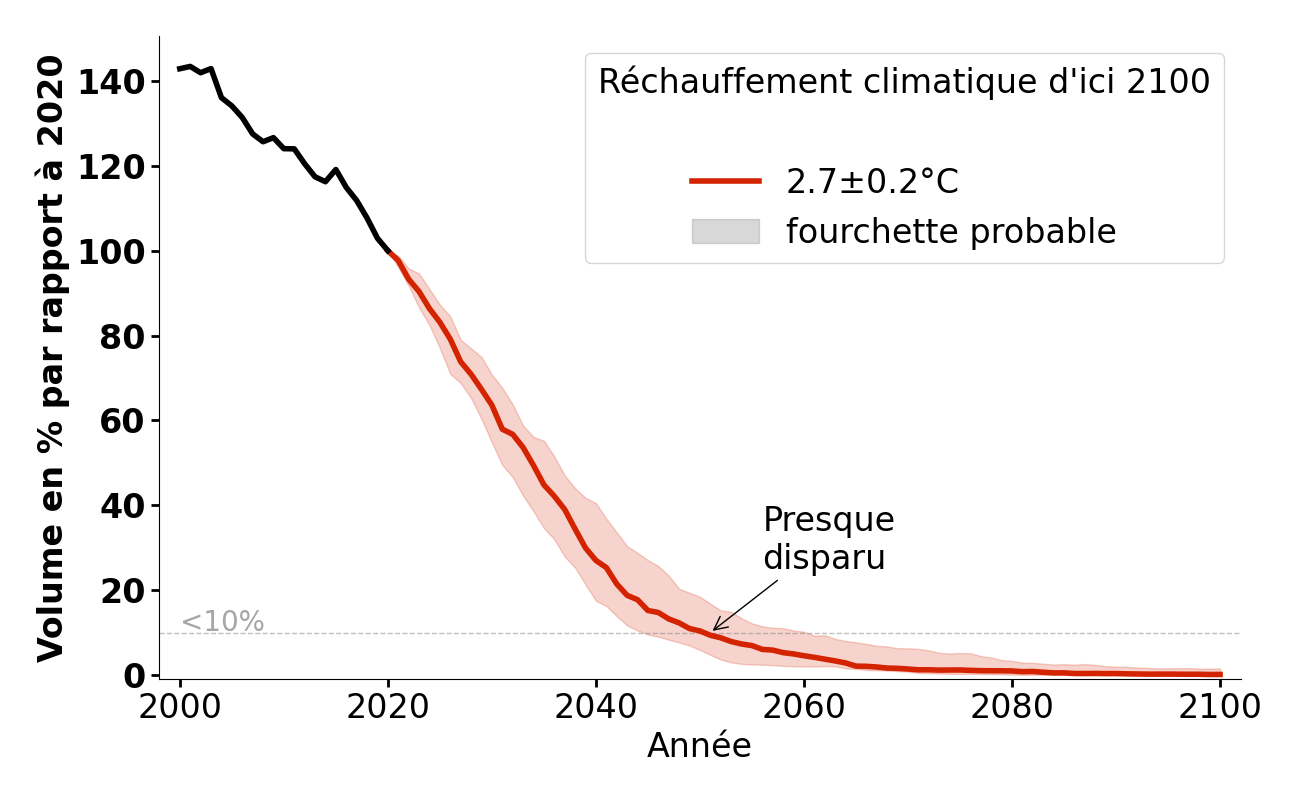 Volume en % par rapport à 2020
140
120
100
80
60
40
20
0
Réchauffement climatique d'ici 2100
2.7±0.2°C
fourchette probable
Presque
disparu
<10%
2000
2020
2040
2060
2080
2100
Année